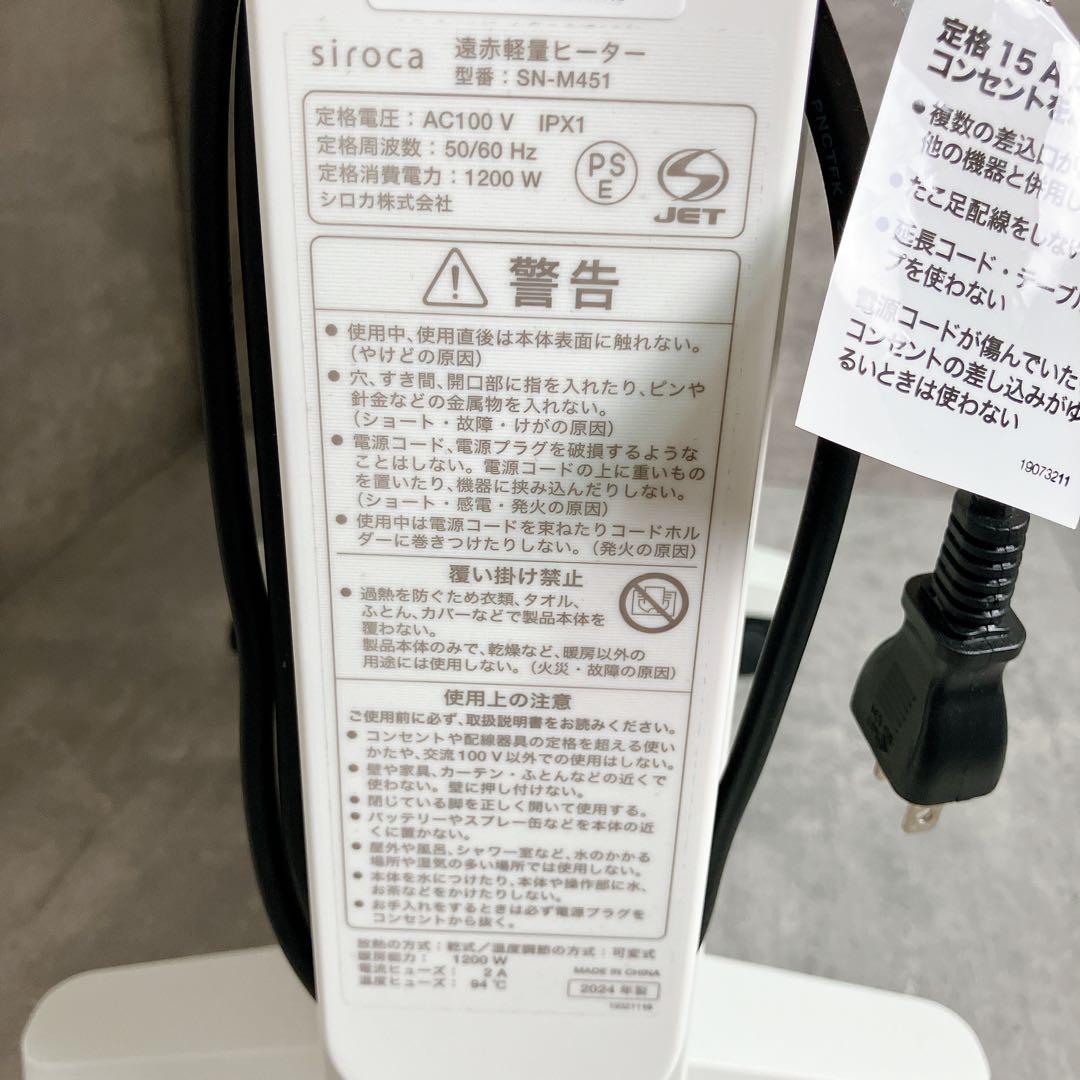 siroca 遠赤軽量ヒーター
型番：SN-M451
定格電圧：AC100 V IPX1
定格周波数：50/60 Hz
定格消費電力：1200 W
シロカ株式会社
PS
E
JET
警告
● 使用中、使用直後は本体表面に触れない。
（やけどの原因）
● 穴、すき間、開口部に指を入れたり、ピンや
針金などの金属物を入れない。
（ショート・故障・けがの原因）
● 電源コード、電源プラグを破損するような
ことはしない。電源コードの上に重いもの
を置いたり、機器に挟み込んだりしない。
（ショート・感電・発火の原因）
● 使用中は電源コードを束ねたりコードホル
ダーに巻きつけたりしない。（発火の原因）
覆い掛け禁止
● 過熱を防ぐため衣類、タオル、
ふとん、カバーなどで製品本体を
覆わない。
製品本体のみで、乾燥など、暖房以外の
用途には使用しない。（火災・故障の原因）
使用上の注意
ご使用前に必ず、取扱説明書をお読みください。
● コンセントや配線器具の定格を超える使い
かたや、交流100 V以外での使用はしない。
● 壁や家具、カーテン・ふとんなどの近くで
使わない。壁に押し付けない。
● 閉じている脚を正しく開いて使用する。
● バッテリーやスプレー缶などを本体の近
くに置かない。
● 屋外や風呂、シャワー室など、水のかかる
場所や湿気の多い場所では使用しない。
● 本体を水につけたり、本体や操作部に水、
お茶などをかけたりしない。
● お手入れをするときは必ず電源プラグを
コンセントから抜く。
放熱の方式：乾式／温度調節の方式：可変式
暖房能力： 1200 W
電流ヒューズ： 2 A
温度ヒューズ： 94℃
MADE IN CHINA
2024 年製
PNCTFK
定格 15 A
コンセントを
● 複数の差込口が
他の機器と併用し
● たこ足配線をしない
● 延長コード・テーブル
プを使わない
電源コードが傷んでいた
コンセントの差し込みがゆ
るいときは使わない
19073211